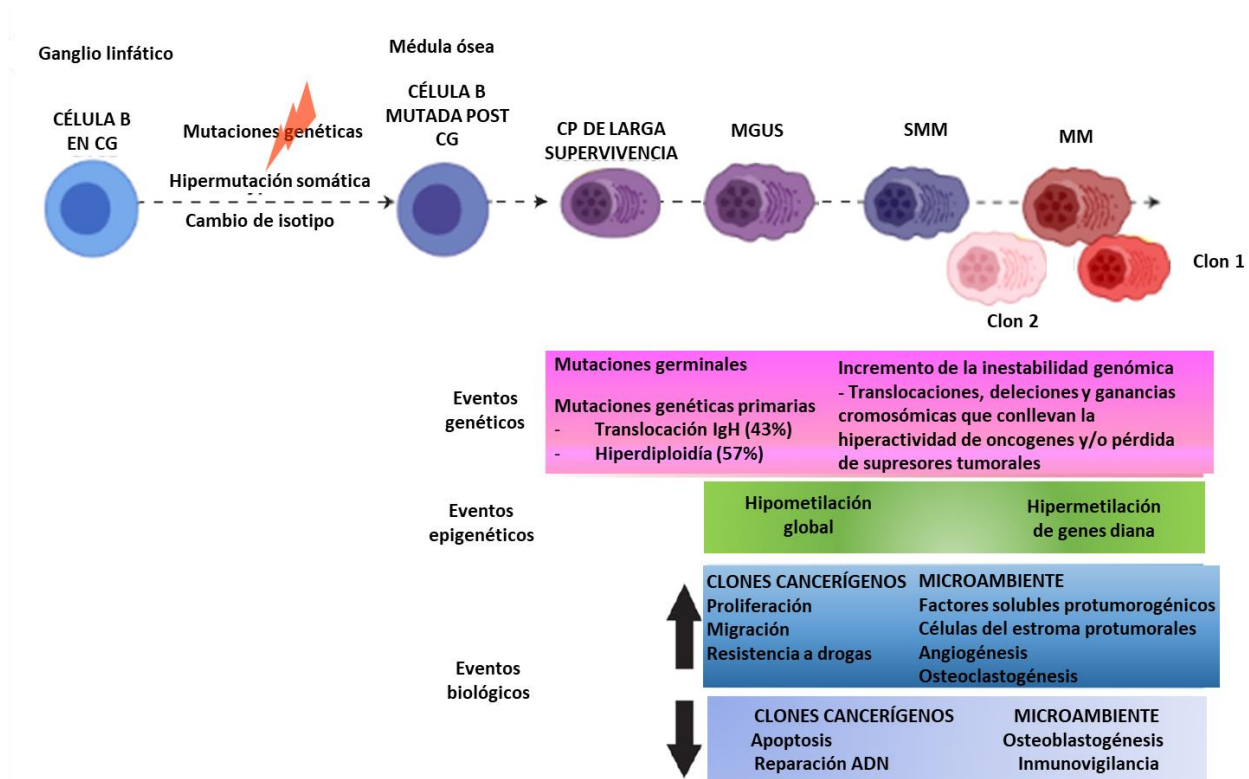 Ganglio linfático
Médula ósea
CÉLULA B
EN CG
Mutaciones genéticas
Hipermutación somática
Cambio de isotipo
CÉLULA B
MUTADA POST
CG
CP DE LARGA
SUPERVIVENCIA
MGUS
SMM
MM
Clon 1
Clon 2
Eventos
genéticos
Mutaciones germinales
Mutaciones genéticas primarias
- Translocación IgH (43%)
- Hiperdiploidía (57%)
Incremento de la inestabilidad genómica
- Translocaciones, deleciones y ganancias
cromosómicas que conllevan la
hiperactividad de oncogenes y/o pérdida
de supresores tumorales
Eventos
epigenéticos
Hipometilación
global
Hipermetilación
de genes diana
Eventos
biológicos
CLONES CANCERÍGENOS
Proliferación
Migración
Resistencia a drogas
MICROAMBIENTE
Factores solubles protumorogénicos
Células del estroma protumorales
Angiogénesis
Osteoclastogénesis
CLONES CANCERÍGENOS
Apoptosis
Reparación ADN
MICROAMBIENTE
Osteoblastogénesis
Inmunovigilancia